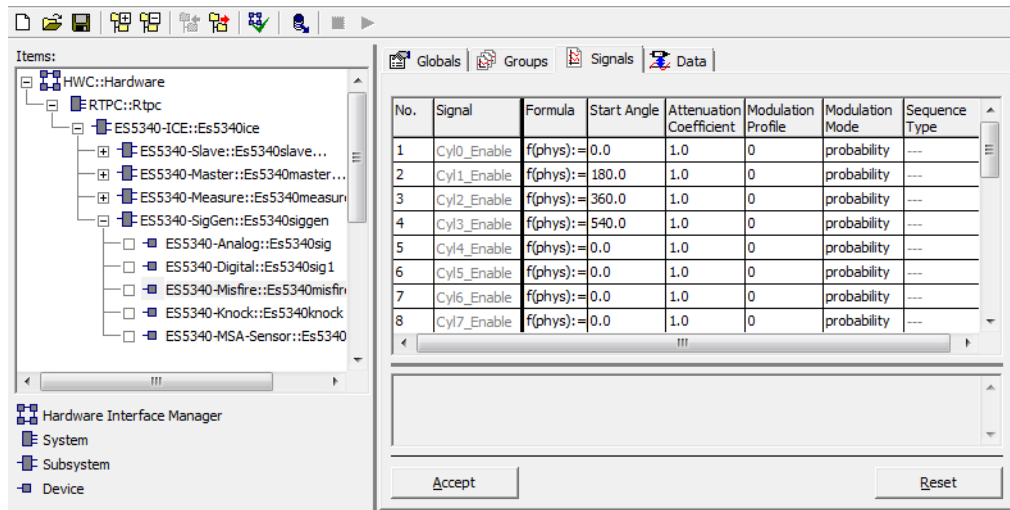 Items:
HWC::Hardware
RTPC::Rtpc
ES5340-ICE::Es5340ice
ES5340-Slave::Es5340slave...
ES5340-Master::Es5340master...
ES5340-Measure::Es5340measure
ES5340-SigGen::Es5340siggen
ES5340-Analog::Es5340sig
ES5340-Digital::Es5340sig1
ES5340-Misfire::Es5340misfire
ES5340-Knock::Es5340knock
ES5340-MSA-Sensor::Es5340
Hardware Interface Manager
System
Subsystem
Device
Globals Groups Signals Data
No. Signal Formula Start Angle Attenuation Coefficient Modulation Profile Modulation Mode Sequence Type
1 Cyl0_Enable f(phys):= 0.0 1.0 0 probability ---
2 Cyl1_Enable f(phys):= 180.0 1.0 0 probability ---
3 Cyl2_Enable f(phys):= 360.0 1.0 0 probability ---
4 Cyl3_Enable f(phys):= 540.0 1.0 0 probability ---
5 Cyl4_Enable f(phys):= 0.0 1.0 0 probability ---
6 Cyl5_Enable f(phys):= 0.0 1.0 0 probability ---
7 Cyl6_Enable f(phys):= 0.0 1.0 0 probability ---
8 Cyl7_Enable f(phys):= 0.0 1.0 0 probability ---
Accept Reset